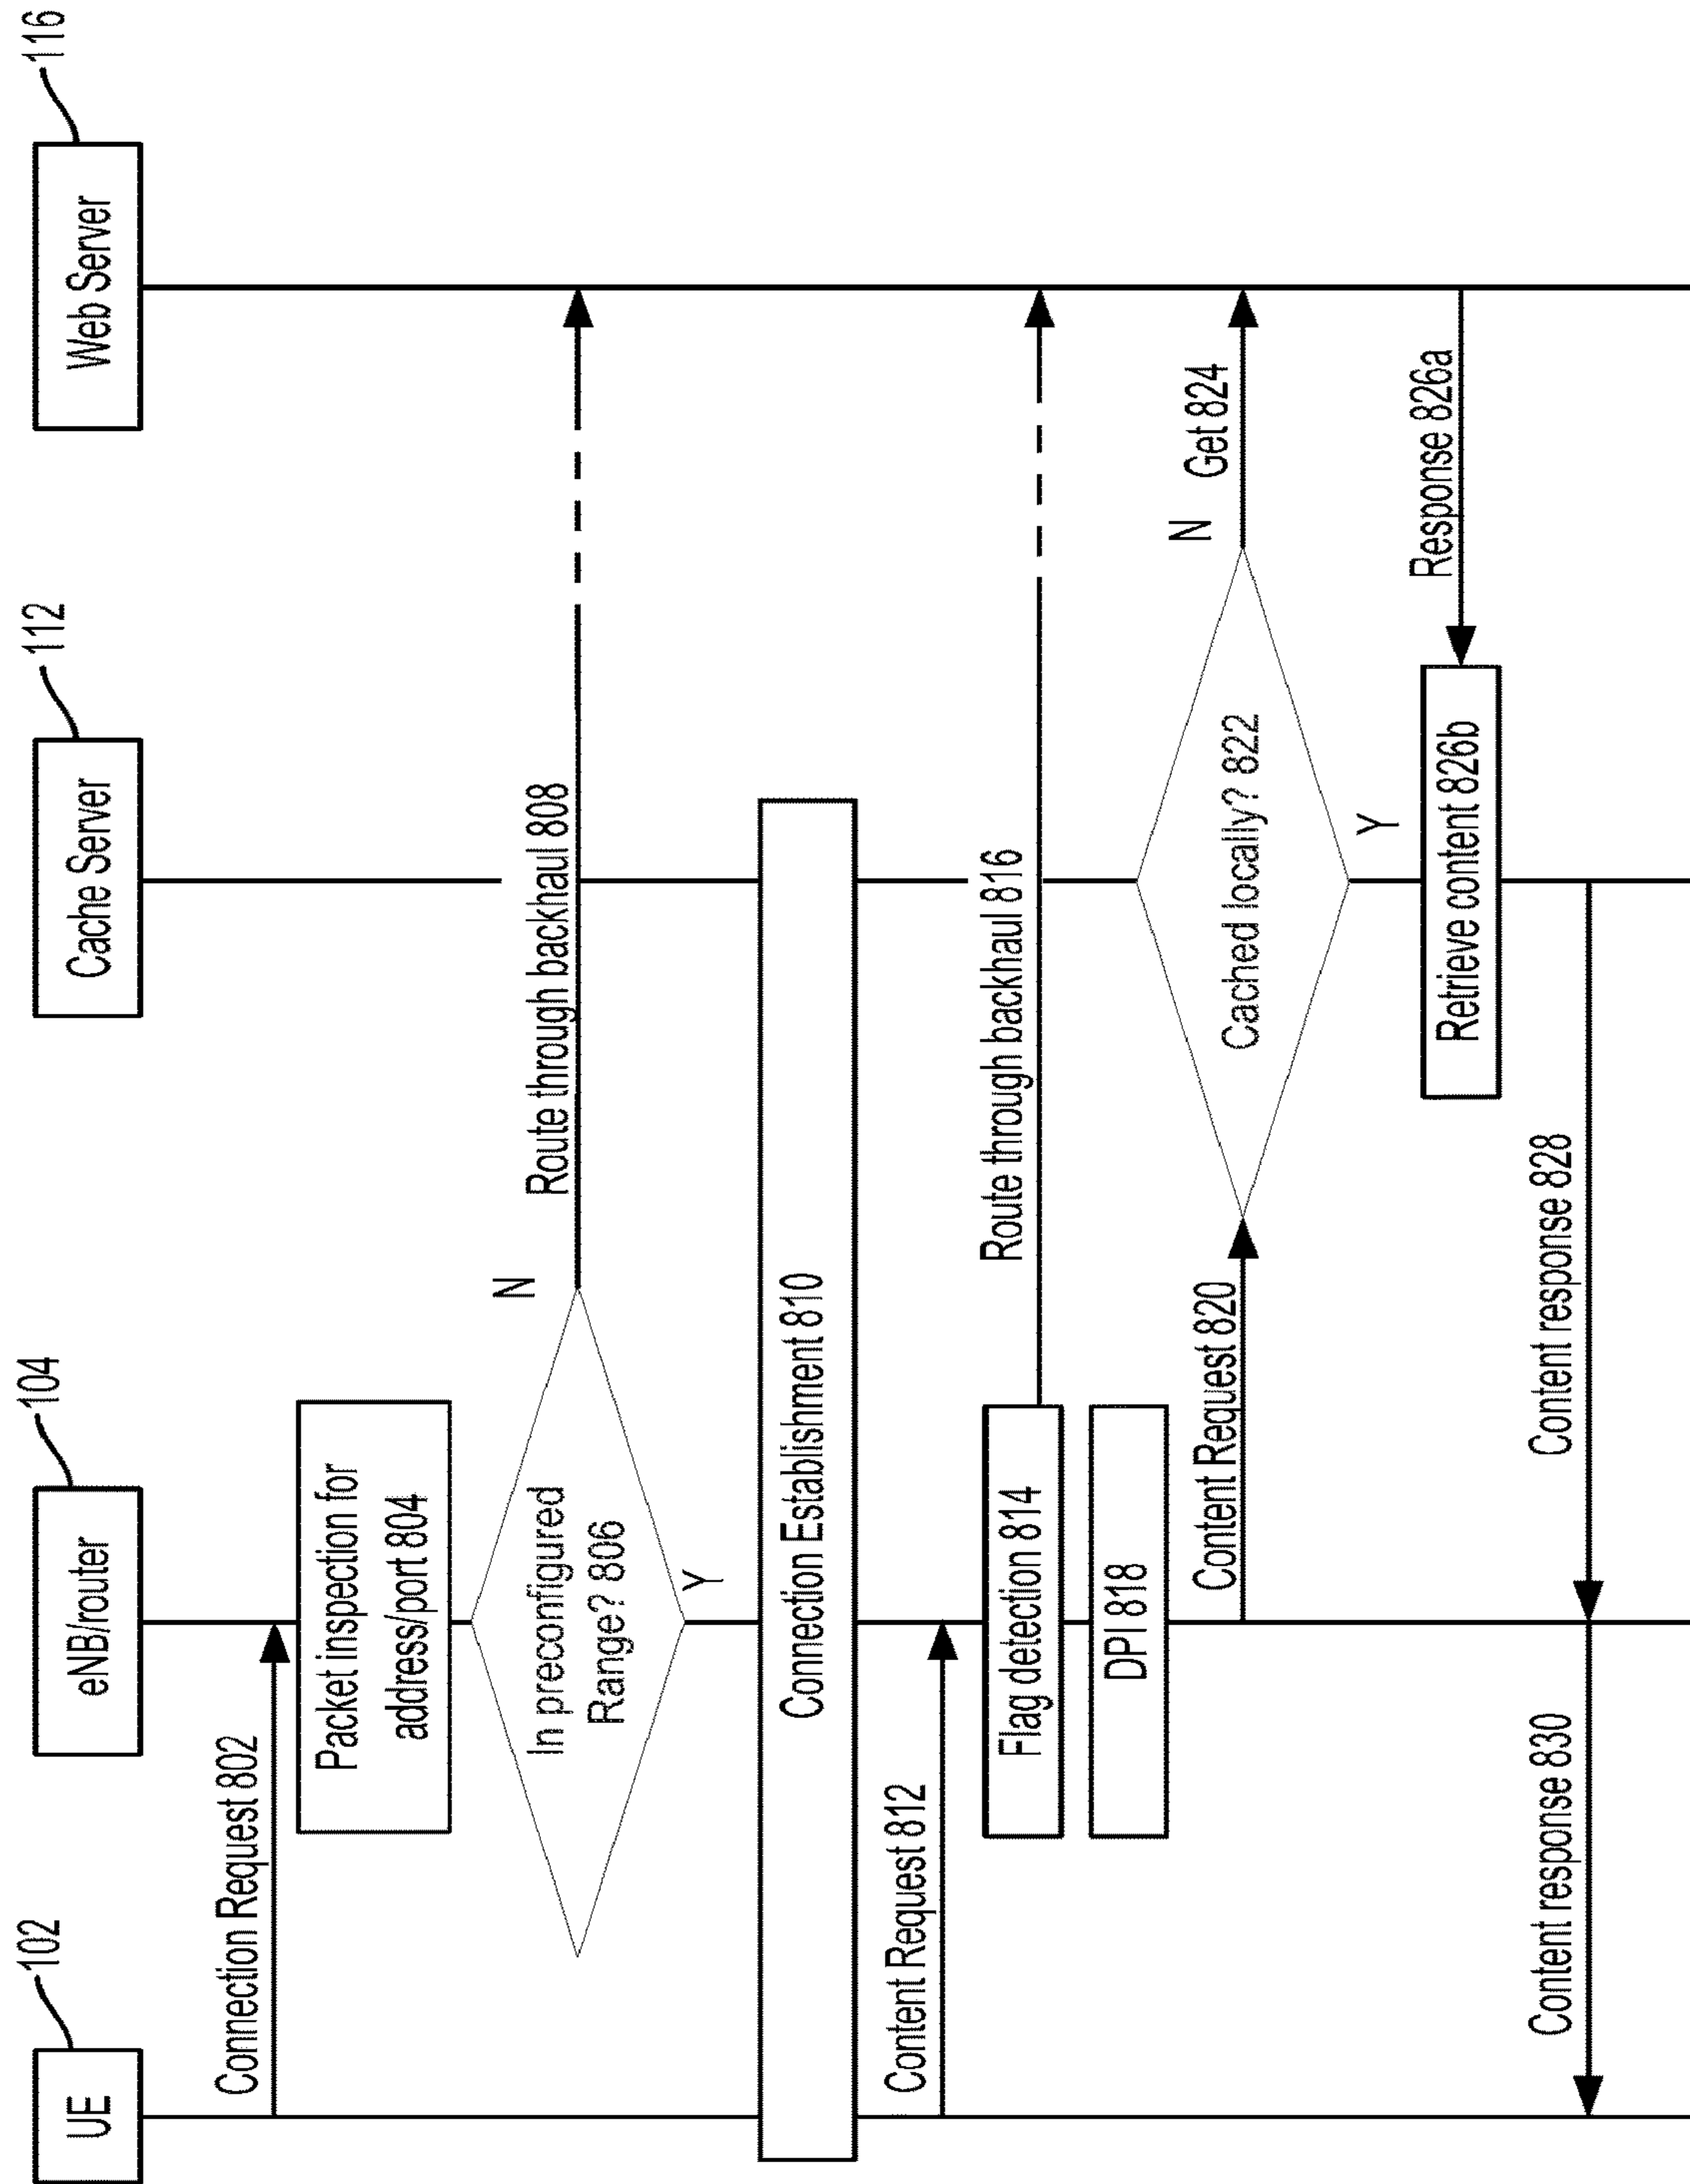 UE
102
eNB/router
104
Cache Server
112
Web Server
116
Connection Request 802
Packet inspection for
address/port 804
In preconfigured
Range? 806
N
Route through backhaul 808
Y
Connection Establishment 810
Content Request 812
Flag detection 814
Route through backhaul 816
DPI 818
Content Request 820
Cached locally? 822
N
Get 824
Y
Response 826a
Retrieve content 826b
Content response 828
Content response 830